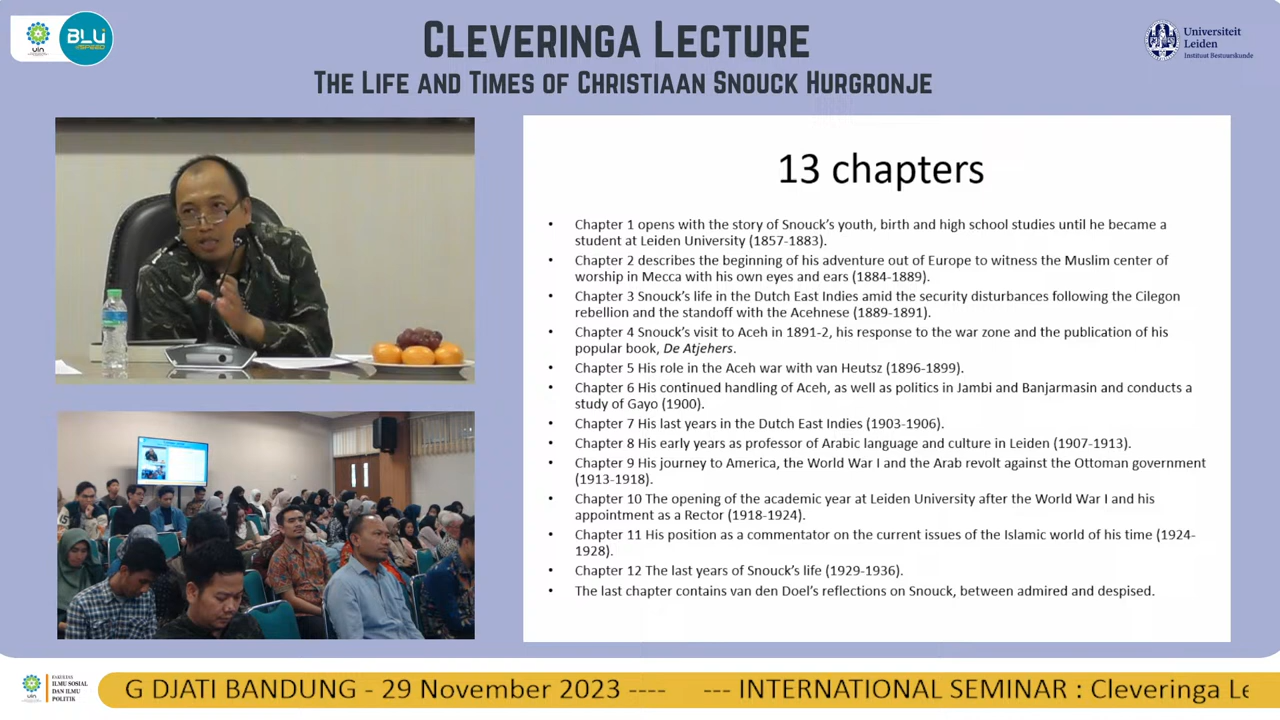 uin
BLU
SPEED
CLEVERINGA LECTURE
THE LIFE AND TIMES OF CHRISTIAAN SNOUCK HURGRONJE
Universiteit
Leiden
Instituut Bestuurskunde
13 chapters
• Chapter 1 opens with the story of Snouck's youth, birth and high school studies until he became a
student at Leiden University (1857-1883).
• Chapter 2 describes the beginning of his adventure out of Europe to witness the Muslim center of
worship in Mecca with his own eyes and ears (1884-1889).
• Chapter 3 Snouck's life in the Dutch East Indies amid the security disturbances following the Cilegon
rebellion and the standoff with the Acehnese (1889-1891).
• Chapter 4 Snouck's visit to Aceh in 1891-2, his response to the war zone and the publication of his
popular book, De Atjehers.
• Chapter 5 His role in the Aceh war with van Heutsz (1896-1899).
• Chapter 6 His continued handling of Aceh, as well as politics in Jambi and Banjarmasin and conducts a
study of Gayo (1900).
• Chapter 7 His last years in the Dutch East Indies (1903-1906).
• Chapter 8 His early years as professor of Arabic language and culture in Leiden (1907-1913).
• Chapter 9 His journey to America, the World War I and the Arab revolt against the Ottoman government
(1913-1918).
• Chapter 10 The opening of the academic year at Leiden University after the World War I and his
appointment as a Rector (1918-1924).
• Chapter 11 His position as a commentator on the current issues of the Islamic world of his time (1924-
1928).
• Chapter 12 The last years of Snouck's life (1929-1936).
• The last chapter contains van den Doel's reflections on Snouck, between admired and despised.
uin
FAKULTAS
ILMU SOSIAL
DAN ILMU
POLITIK
G DJATI BANDUNG - 29 November 2023 ---- --- INTERNATIONAL SEMINAR : Cleveringa Le